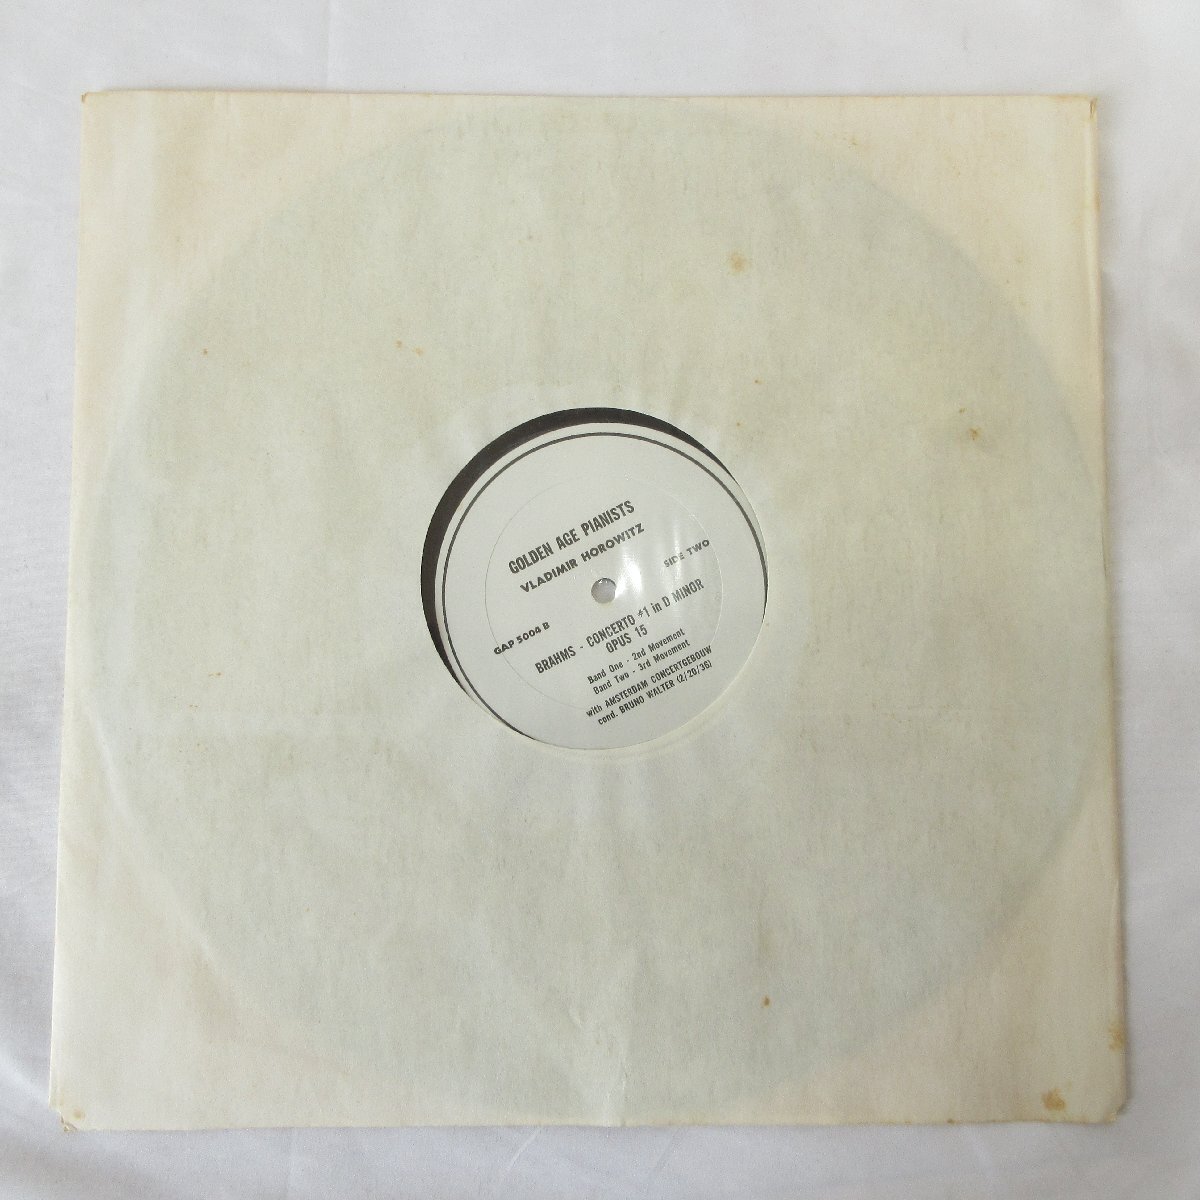 GOLDEN AGE PIANISTS
VLADIMIR HOROWITZ
SIDE TWO
GAP 5004 B
BRAHMS - CONCERTO #1 in D MINOR
OPUS 15
Band One - 2nd Movement
Band Two - 3rd Movement
with AMSTERDAM CONCERTGEBOUW
cond. BRUNO WALTER (2/20/36)